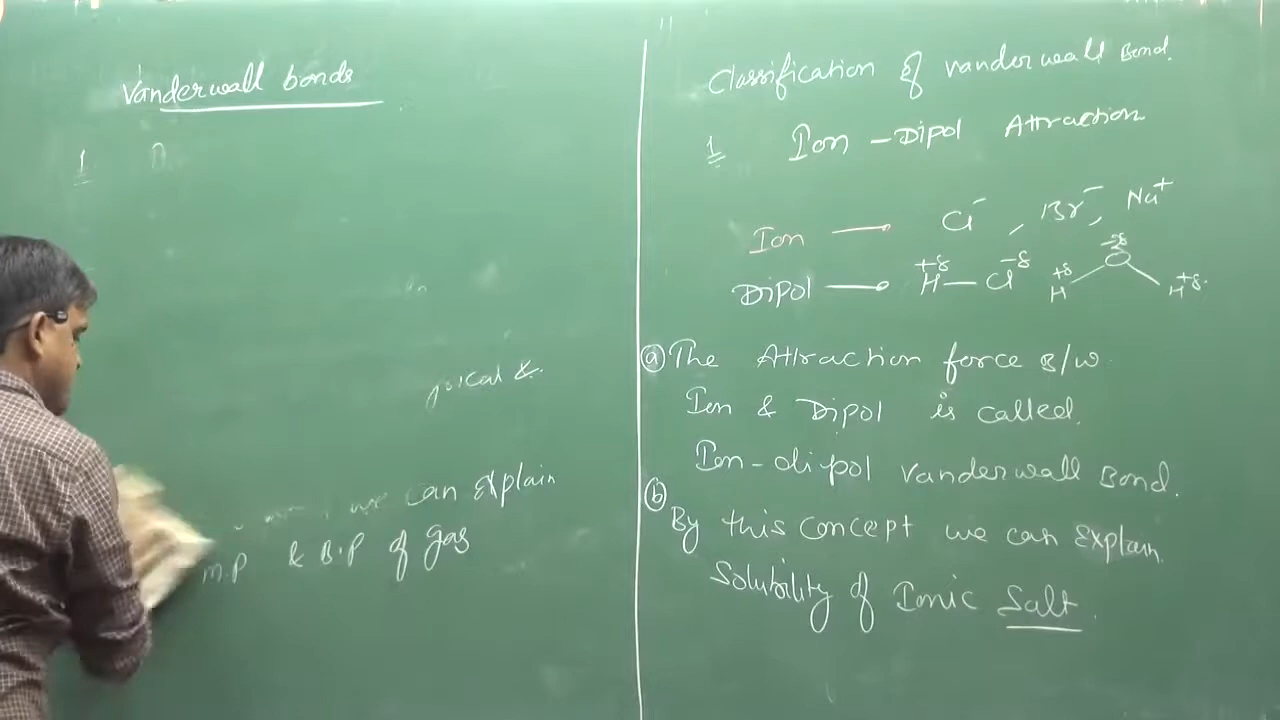 Vanderwall bonds
1
gical &
we can explain
M.P & B.P of gas
Classification of vanderwall Bond.
1 Ion - Dipol Attraction
Ion → Cl⁻, Br⁻, Na⁺
Dipol → +δ H — Cl -δ +δ H -δ O H +δ
(a) The Attraction force B/W
Ion & Dipol is called
Ion-dipol vanderwall Bond.
(b) By this concept we can explain
Solubility of Ionic Salt.